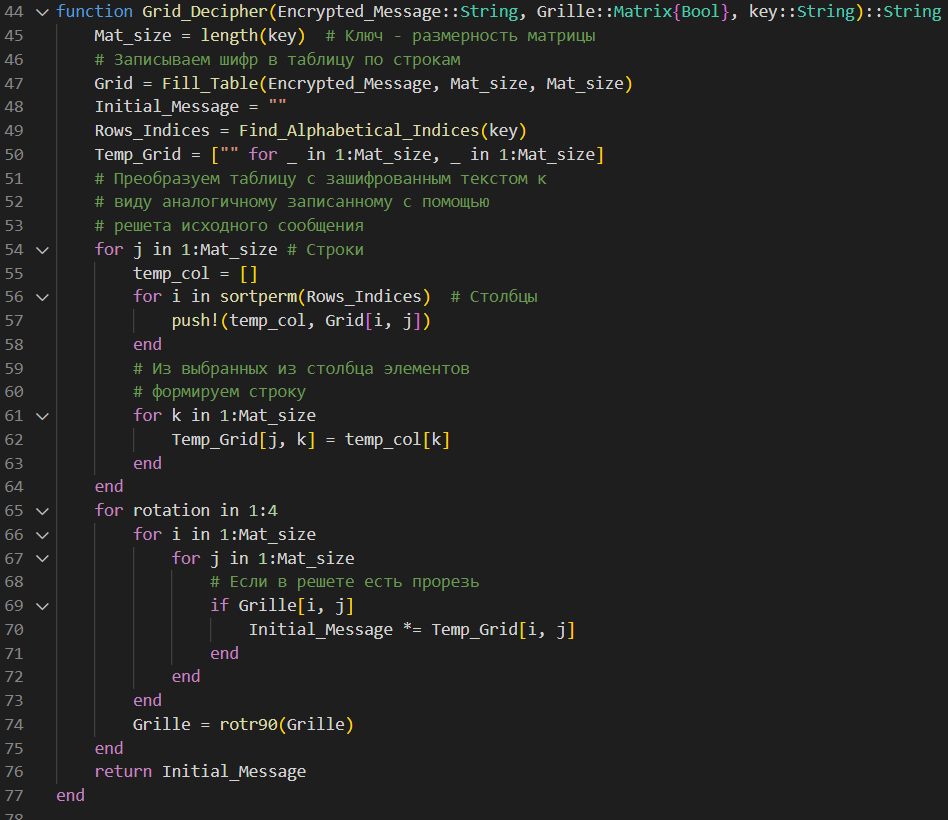 44 function Grid_Decipher(Encrypted_Message::String, Grille::Matrix{Bool}, key::String)::String
45     Mat_size = length(key)  # Ключ - размерность матрицы
46     # Записываем шифр в таблицу по строкам
47     Grid = Fill_Table(Encrypted_Message, Mat_size, Mat_size)
48     Initial_Message = ""
49     Rows_Indices = Find_Alphabetical_Indices(key)
50     Temp_Grid = ["" for _ in 1:Mat_size, _ in 1:Mat_size]
51     # Преобразуем таблицу с зашифрованным текстом к
52     # виду аналогичному записанному с помощью
53     # решета исходного сообщения
54     for j in 1:Mat_size # Строки
55         temp_col = []
56         for i in sortperm(Rows_Indices)  # Столбцы
57             push!(temp_col, Grid[i, j])
58         end
59         # Из выбранных из столбца элементов
60         # формируем строку
61         for k in 1:Mat_size
62             Temp_Grid[j, k] = temp_col[k]
63         end
64     end
65     for rotation in 1:4
66         for i in 1:Mat_size
67             for j in 1:Mat_size
68                 # Если в решете есть прорезь
69                 if Grille[i, j]
70                     Initial_Message *= Temp_Grid[i, j]
71                 end
72             end
73         end
74         Grille = rotr90(Grille)
75     end
76     return Initial_Message
77 end
78